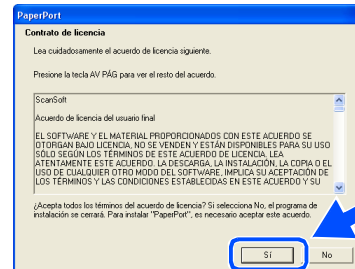 PaperPort
Contrato de licencia
Lea cuidadosamente el acuerdo de licencia siguiente.
Presione la tecla AV PÁG para ver el resto del acuerdo.
ScanSoft
Acuerdo de licencia del usuario final
EL SOFTWARE Y EL MATERIAL PROPORCIONADOS CON ESTE ACUERDO SE
OTORGAN BAJO LICENCIA, NO SE VENDEN Y ESTÁN DISPONIBLES PARA SU USO
SÓLO SEGÚN LOS TÉRMINOS DE ESTE ACUERDO DE LICENCIA, LEA
ATENTAMENTE ESTE ACUERDO. LA DESCARGA, LA INSTALACIÓN, LA COPIA O EL
USO DE CUALQUIER OTRO MODO DEL SOFTWARE, IMPLICA SU ACEPTACIÓN DE
LOS TÉRMINOS Y LAS CONDICIONES ESTABLECIDAS EN ESTE ACUERDO Y SU
¿Acepta todos los términos del acuerdo de licencia? Si selecciona No, el programa de
instalación se cerrará. Para instalar "PaperPort", es necesario aceptar este acuerdo.
Sí
No